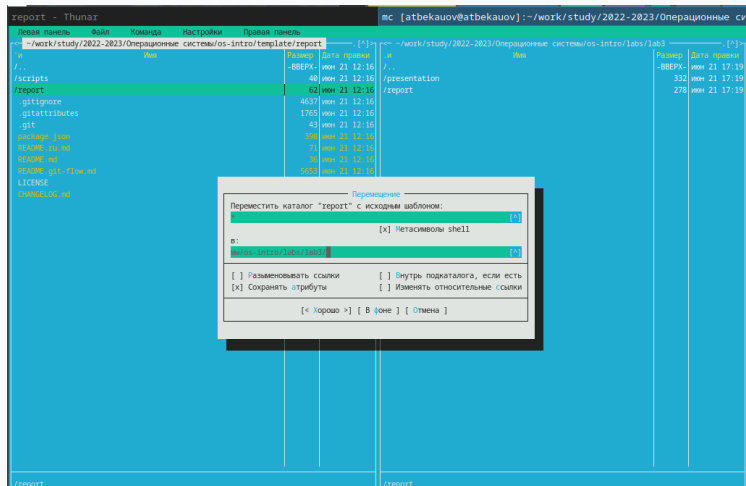 report - Thunar
mc [atbekauov@atbekauov]:~/work/study/2022-2023/Операционные си
Левая панель Файл Команда Настройки Правая панель
<— ~/work/study/2022-2023/Операционные системы/os-intro/template/report .[^]>
<— ~/work/study/2022-2023/Операционные системы/os-intro/labs/lab3 .[^]>
.и Имя Размер Дата правки
.и Имя Размер Дата правки
/.. -ВВЕРХ- июн 21 12:16
/.. -ВВЕРХ- июн 21 17:19
/scripts 40 июн 21 12:16
/presentation 332 июн 21 17:19
/report 62 июн 21 12:16
/report 278 июн 21 17:19
.gitignore 4637 июн 21 12:16
.gitattributes 1765 июн 21 12:16
.git 43 июн 21 12:16
package.json 398 июн 21 12:16
README.ru.md 71 июн 21 12:16
README.md 36 июн 21 12:16
README.git-flow.md 5653 июн 21 12:16
LICENSE
CHANGELOG.md
Перемещение
Переместить каталог "report" с исходным шаблоном:
* [^]
[x] Метасимволы shell
в:
ы/os-intro/labs/lab3/ [^]
[ ] Разыменовывать ссылки [ ] Внутрь подкаталога, если есть
[x] Сохранять атрибуты [ ] Изменять относительные ссылки
[< Хорошо >] [ В фоне ] [ Отмена ]
/report
/report